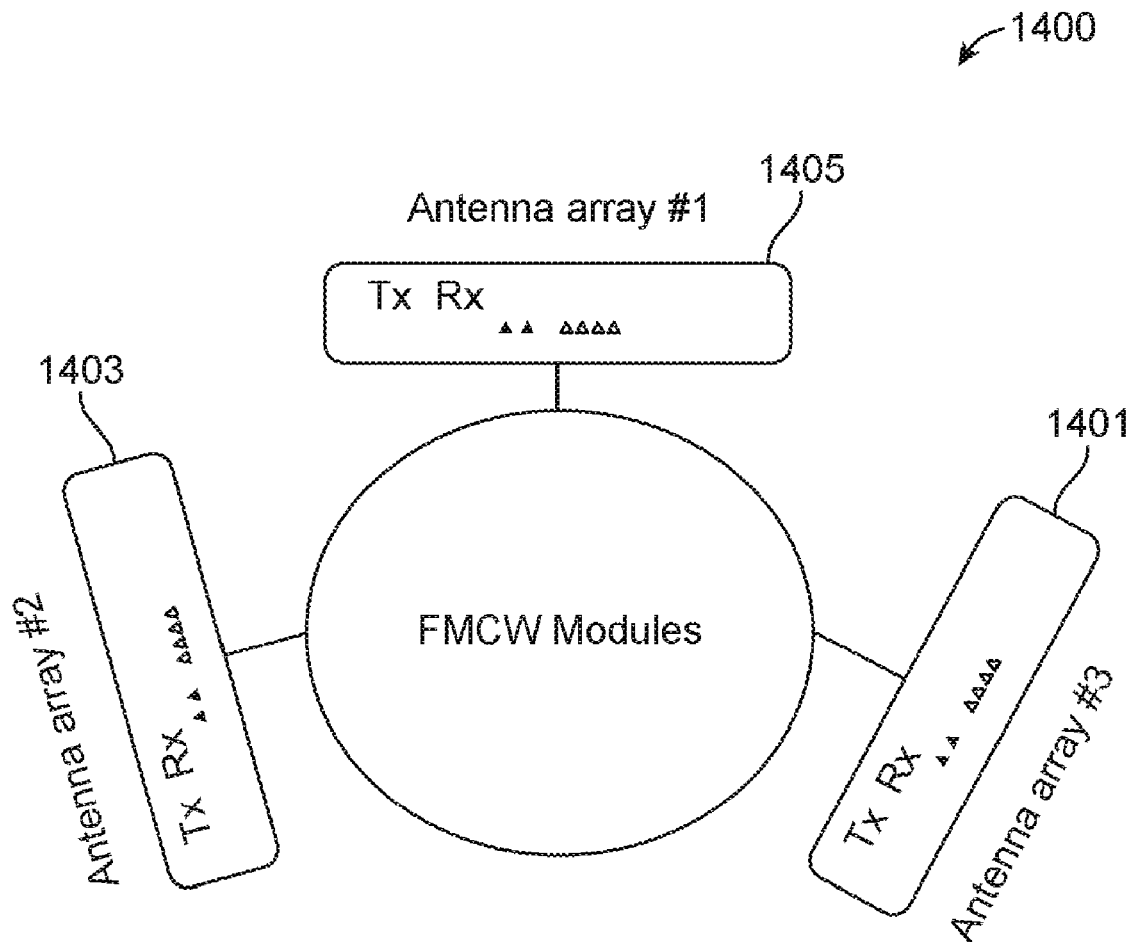 1400
1405
Antenna array #1
Tx Rx
1403
1401
FMCW Modules
Antenna array #2
Tx Rx
Tx Rx
Antenna array #3